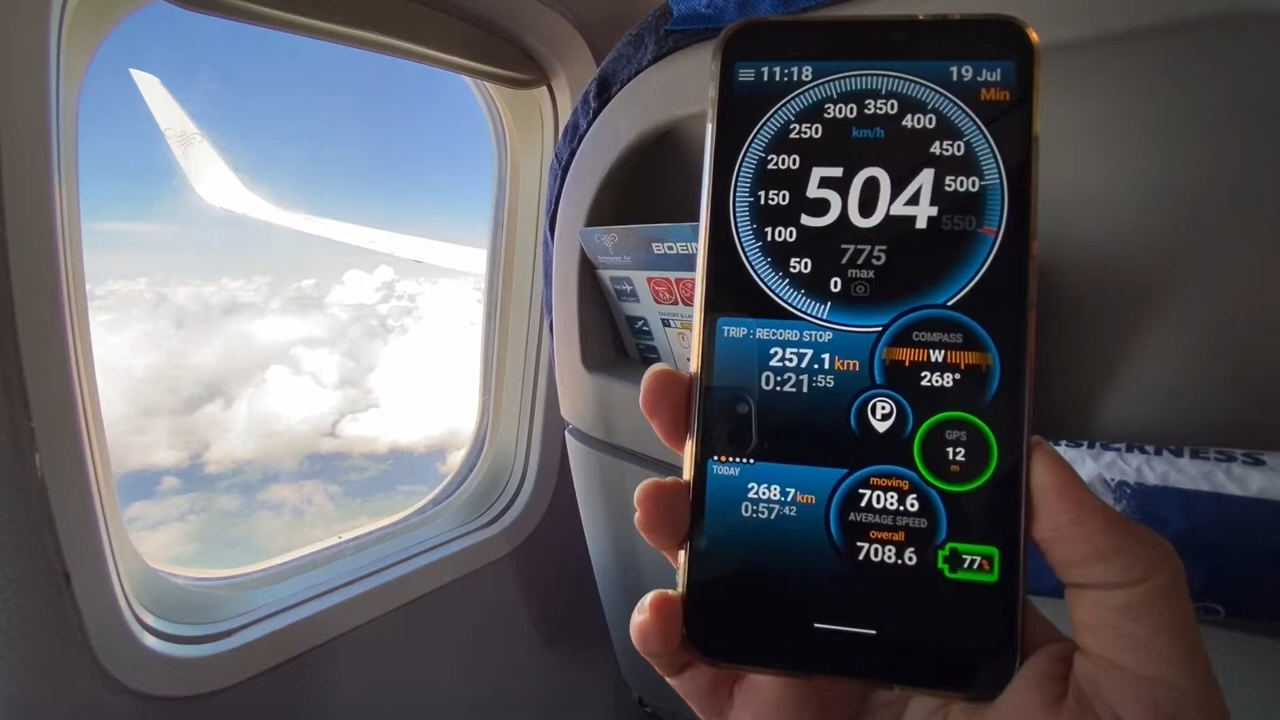 11:18
19 Jul
Min
300 350
250 400
km/h
200 450
150 504 500
550
100 775
max
50
0
TRIP : RECORD STOP
257.1 km
0:21:55
COMPASS
W
268°
P
GPS
12
m
TODAY
268.7 km
0:57:42
moving
708.6
AVERAGE SPEED
overall
708.6
77%
BOEIN
SICKNESS